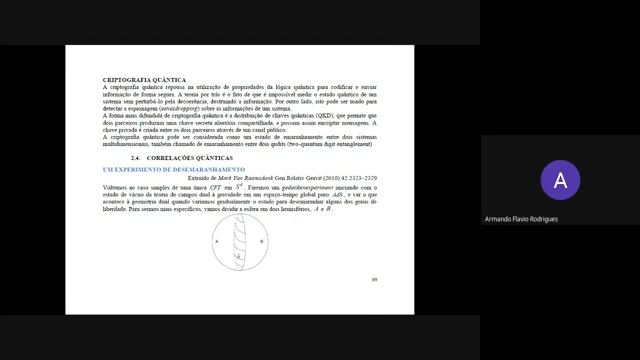 CRIPTOGRAFIA QUÂNTICA
A criptografia quântica repousa na utilização de propriedades da lógica quântica para codificar e enviar
informação de forma segura. A teoria por trás é o fato de que é impossível medir o estado quântico de um
sistema sem perturbá-lo pela decoerência, destruindo a informação. Por outro lado, isto pode ser usado para
detectar a espionagem (eavesdropping) sobre as informações de um sistema.
A forma mais difundida de criptografia quântica é a distribuição de chaves quânticas (QKD), que permite que
dois parceiros produzam uma chave secreta aleatória compartilhada, e possam assim encriptar mensagens. A
chave privada é criada entre os dois parceiros através de um canal público.
A criptografia quântica pode ser considerada como um estado de emaranhamento entre dois sistemas
multidimensionais, também pode ser emaranhamento entre dois qudits (two-quantum digit entanglement)
2.4. CORRELAÇÕES QUÂNTICAS
UM EXPERIMENTO DE DESEMARANHAMENTO
Extraído de Mark Van Raamsdonk Gen Relativ Gravit (2010) 42:2323–2329
Voltemos ao caso simples de uma única CFT em S^d. Faremos um gedankenexperiment iniciando com o
estado de vácuo da teoria de campos dual à gravidade em um espaço-tempo global puro AdS, e ver o que
acontece à geometria dual quando variamos gradualmente o estado para desemaranhar alguns dos graus de
liberdade. Para sermos mais específicos, vamos dividir a esfera em dois hemisférios, A e B.
A B
89
A
Armando Flavio Rodrigues